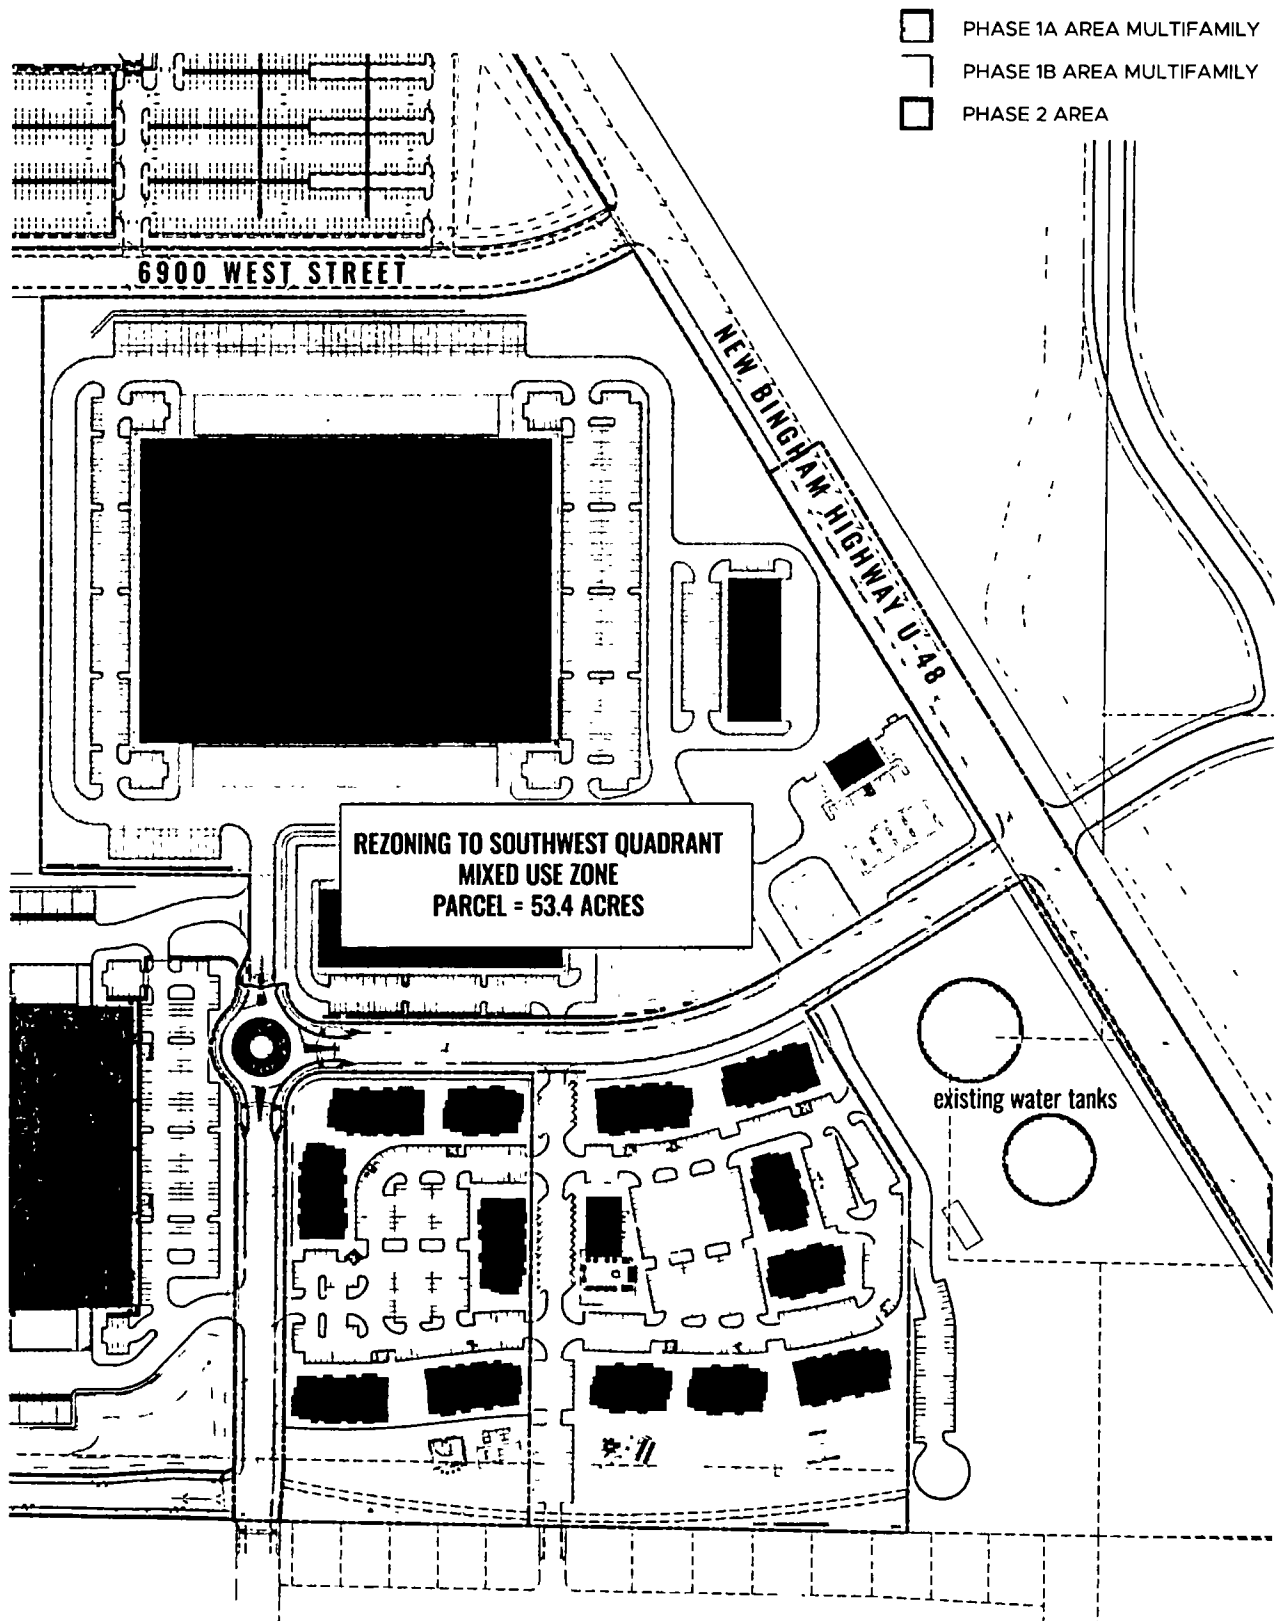 PHASE 1A AREA MULTIFAMILY
PHASE 1B AREA MULTIFAMILY
PHASE 2 AREA
6900 WEST STREET
NEW BINGHAM HIGHWAY U-48
REZONING TO SOUTHWEST QUADRANT
MIXED USE ZONE
PARCEL = 53.4 ACRES
existing water tanks